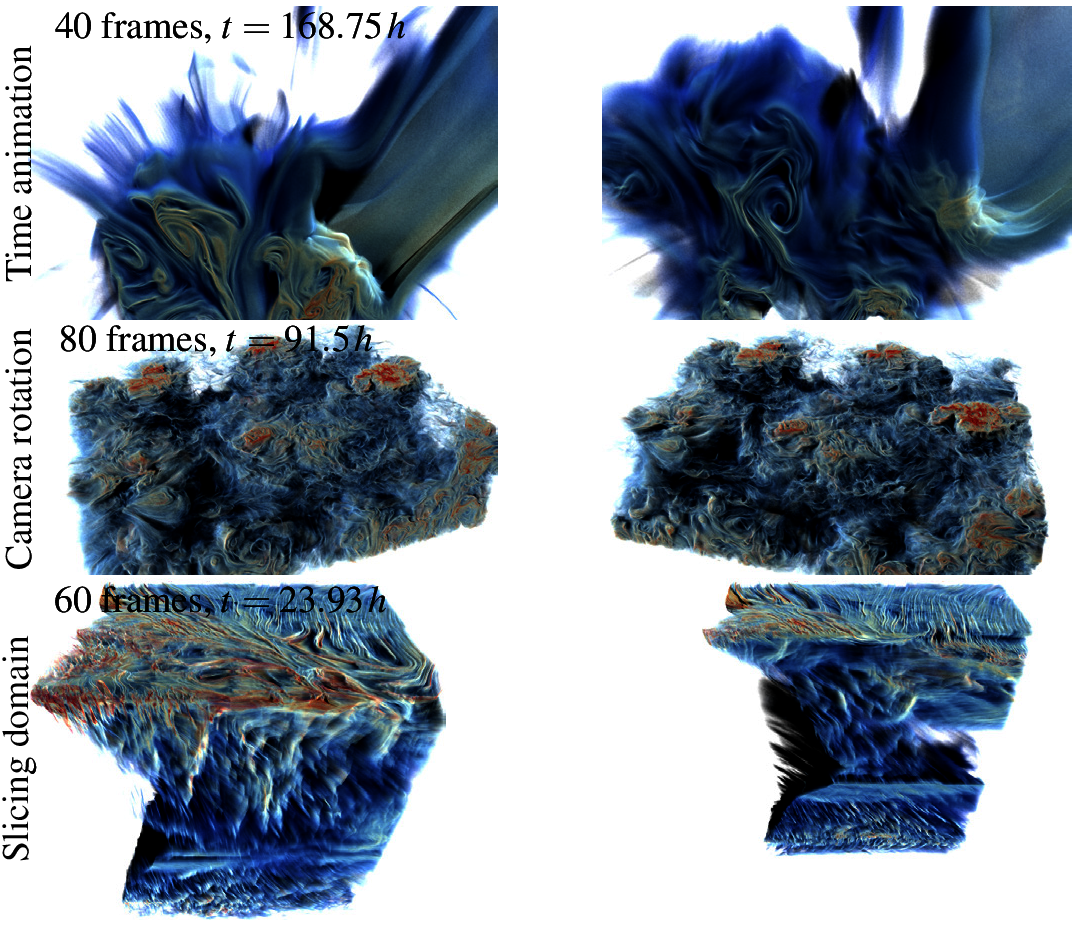 40 frames, t = 168.75 h
Time animation
80 frames, t = 91.5 h
Camera rotation
60 frames, t = 23.93 h
Slicing domain